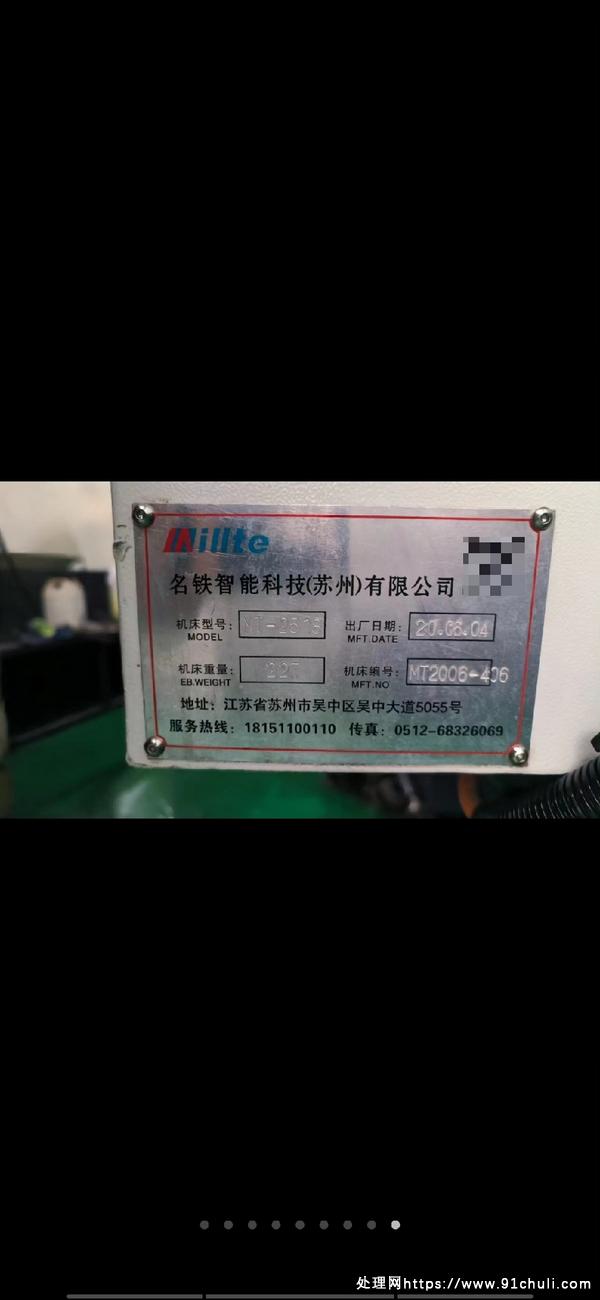 Millte
名铁智能科技(苏州)有限公司
机床型号: 出厂日期: 20.06.04
MODEL MFT.DATE
机床重量: 22T 机床编号: MT2006-406
EB.WEIGHT MFT.NO
地址: 江苏省苏州市吴中区吴中大道5055号
服务热线: 18151100110 传真: 0512-68326069
处理网https://www.91chuli.com